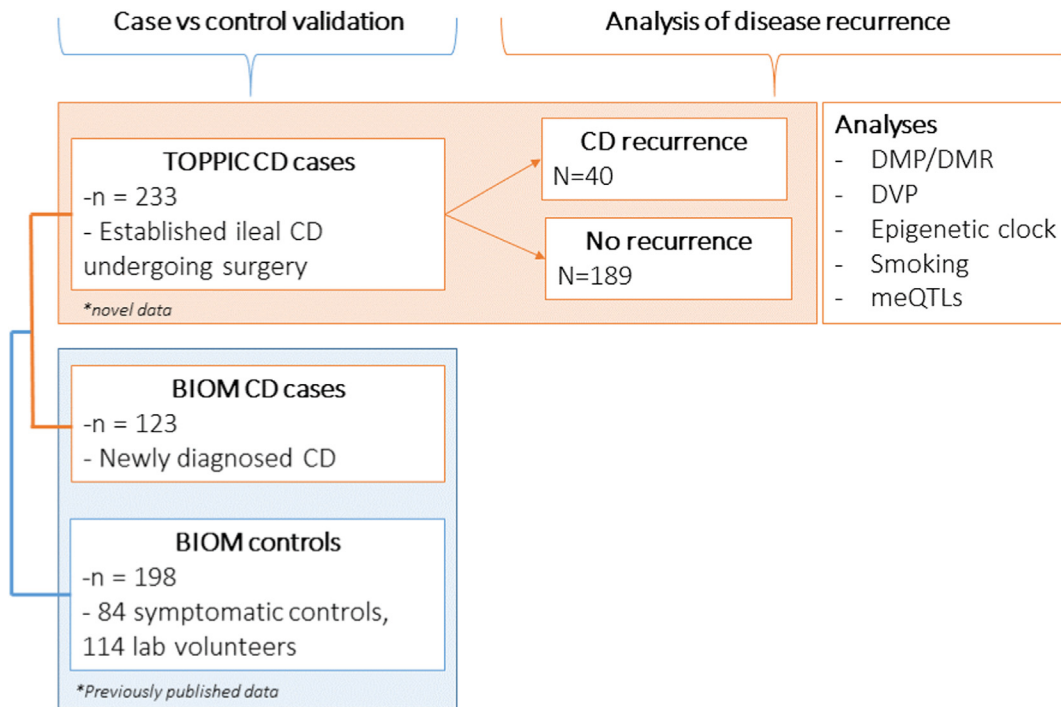 Case vs control validation
Analysis of disease recurrence
TOPPIC CD cases
-n = 233
- Established ileal CD
undergoing surgery
*novel data
CD recurrence
N=40
No recurrence
N=189
Analyses
- DMP/DMR
- DVP
- Epigenetic clock
- Smoking
- meQTLs
BIOM CD cases
-n = 123
- Newly diagnosed CD
BIOM controls
-n = 198
- 84 symptomatic controls,
114 lab volunteers
*Previously published data